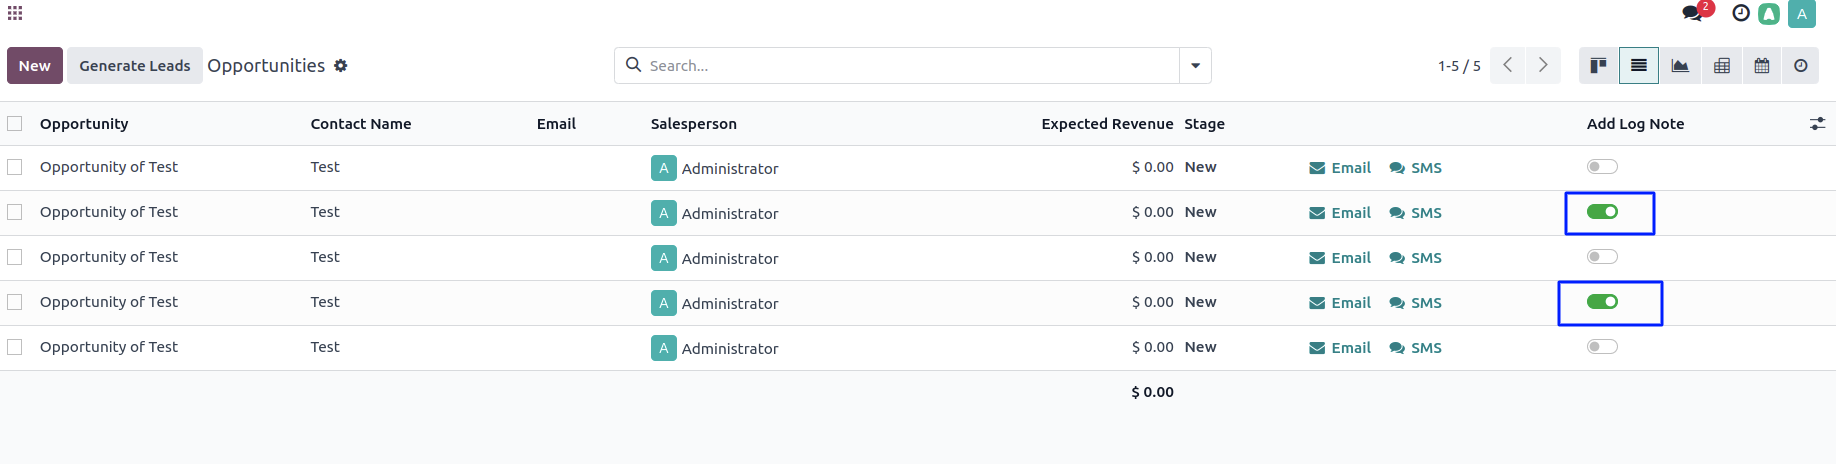 2 A A
New Generate Leads Opportunities Search... 1-5 / 5
Opportunity Contact Name Email Salesperson Expected Revenue Stage Add Log Note
Opportunity of Test Test A Administrator $ 0.00 New Email SMS
Opportunity of Test Test A Administrator $ 0.00 New Email SMS
Opportunity of Test Test A Administrator $ 0.00 New Email SMS
Opportunity of Test Test A Administrator $ 0.00 New Email SMS
Opportunity of Test Test A Administrator $ 0.00 New Email SMS
$ 0.00